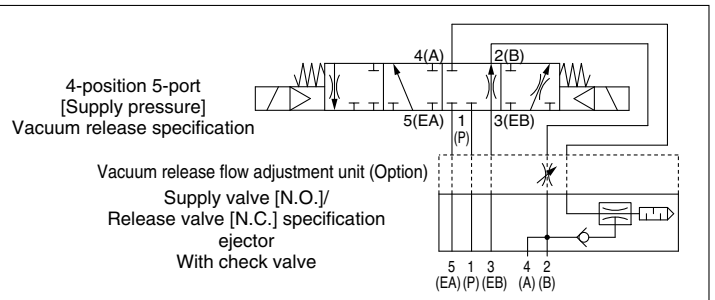 4-position 5-port
[Supply pressure]
Vacuum release specification
4(A) 2(B)
5(EA) 1 3(EB)
(P)
Vacuum release flow adjustment unit (Option)
Supply valve [N.O.]/
Release valve [N.C.] specification
ejector
With check valve
5 1 3 4 2
(EA) (P) (EB) (A) (B)